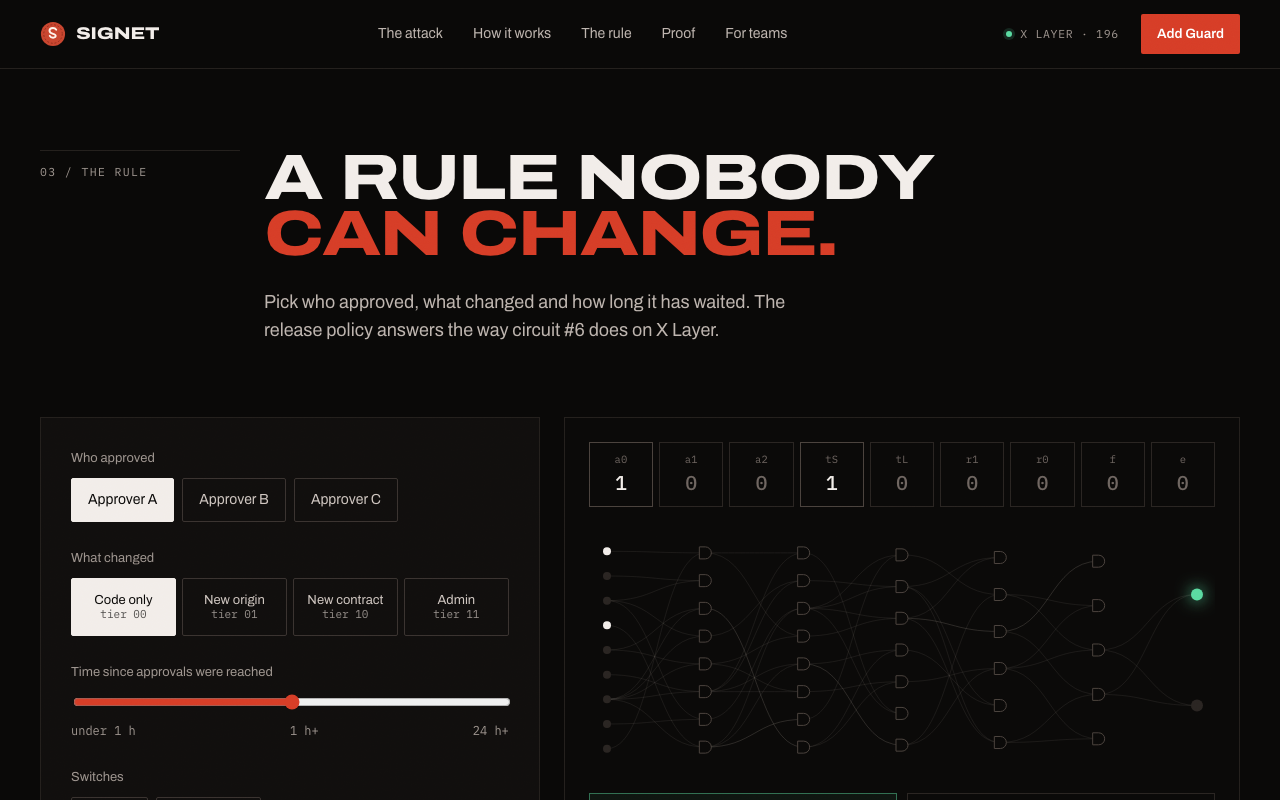 S SIGNET
The attack
How it works
The rule
Proof
For teams
X LAYER · 196
Add Guard
03 / THE RULE
A RULE NOBODY
CAN CHANGE.
Pick who approved, what changed and how long it has waited. The
release policy answers the way circuit #6 does on X Layer.
Who approved
Approver A
Approver B
Approver C
What changed
Code only
tier 00
New origin
tier 01
New contract
tier 10
Admin
tier 11
Time since approvals were reached
under 1 h
1 h+
24 h+
Switches
a0 a1 a2 tS tL r1 r0 f e
1 0 0 1 0 0 0 0 0